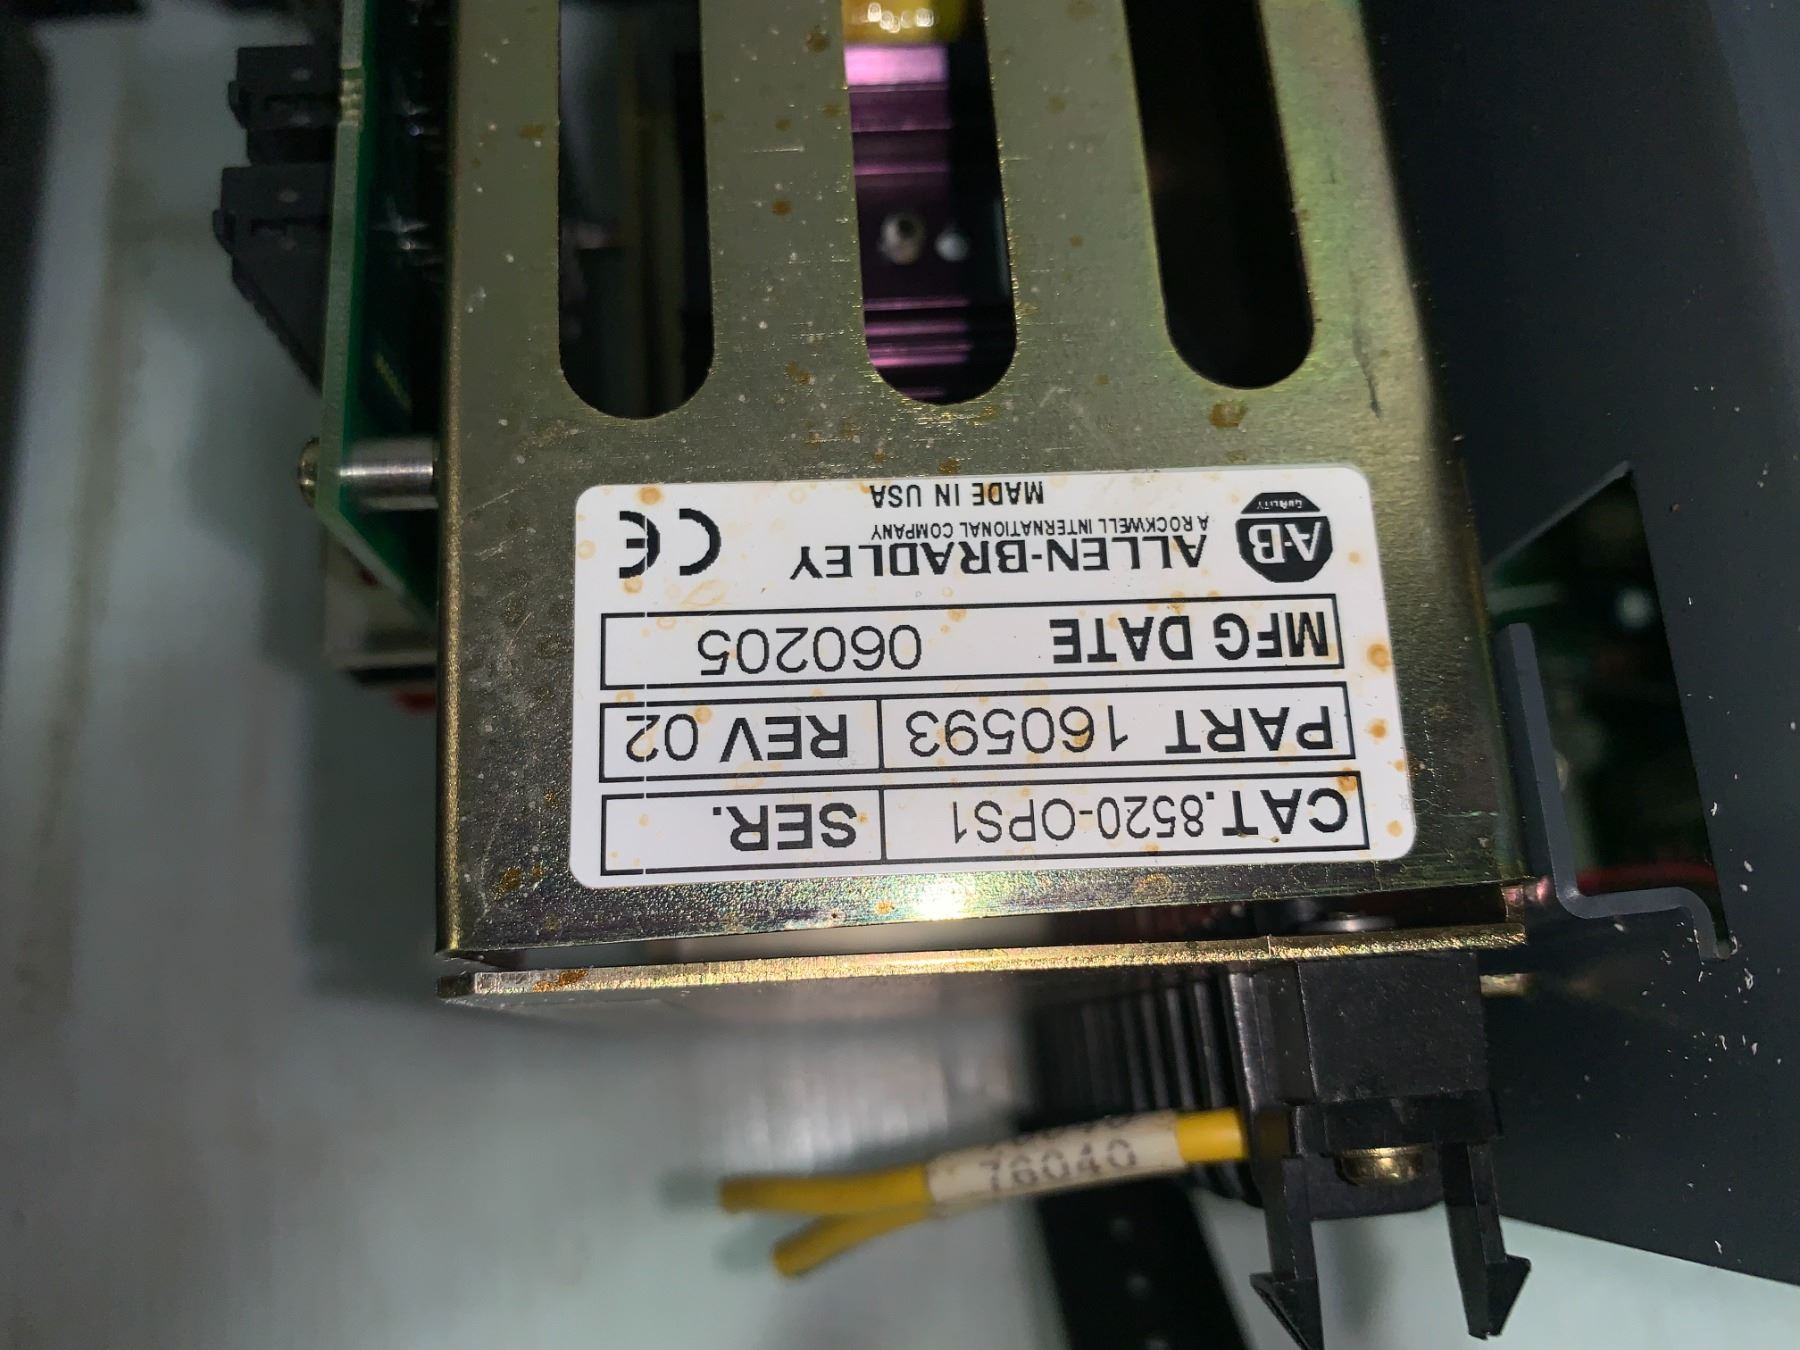 CAT.8520-OPS1 SER.
PART 160593 REV 02
MFG DATE 060205
A-B
QUALITY
ALLEN-BRADLEY
A ROCKWELL INTERNATIONAL COMPANY
MADE IN USA
CE
76040